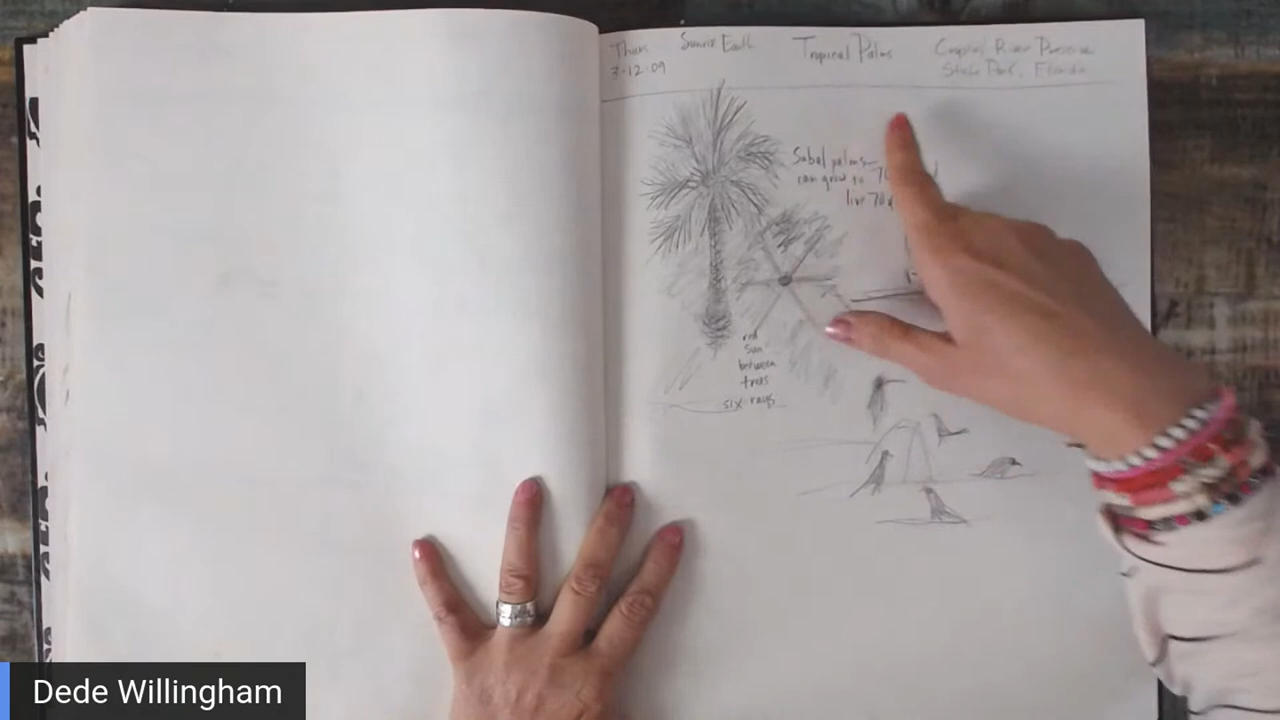 Thurs
3-12-09
Sunrise Earth
Tropical Palms
River Preserve
State Park, Florida
Sabal palms
can grow to
live 70
red
sun
between
trees
six rays
Dede Willingham